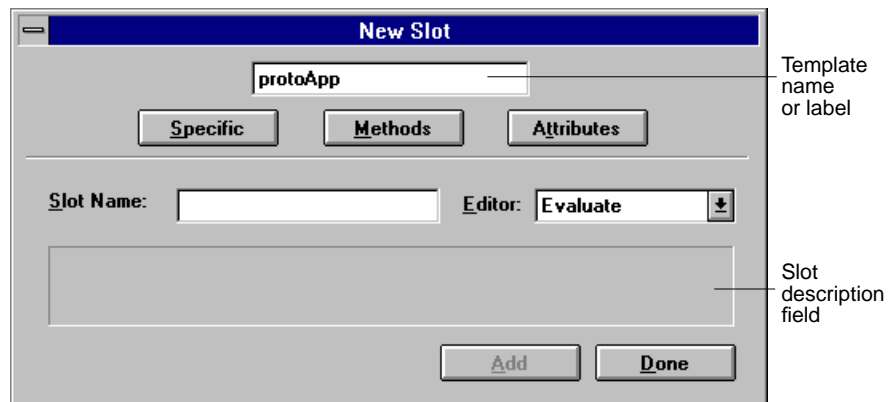 New Slot
protoApp
Template
name
or label
Specific Methods Attributes
Slot Name: Editor: Evaluate
Slot
description
field
Add Done